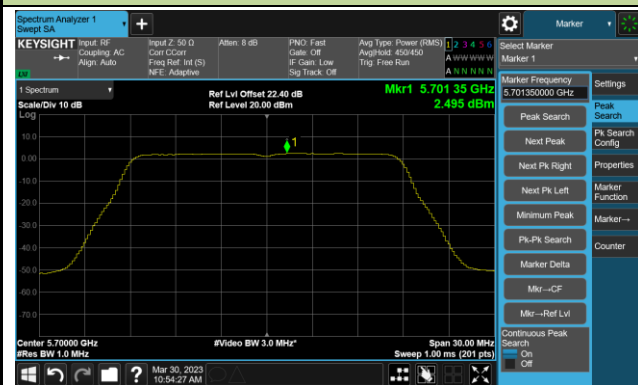 Spectrum Analyzer 1
Swept SA
Marker
KEYSIGHT
Input: RF
Coupling: AC
Align: Auto
Input Z: 50 Ω
Corr CCorr
Freq Ref: Int (S)
NFE: Adaptive
Atten: 8 dB
PNO: Fast
Gate: Off
IF Gain: Low
Sig Track: Off
Avg Type: Power (RMS)
Avg|Hold: 450/450
Trig: Free Run
1 2 3 4 5 6
A W W W W W
A N N N N N
Select Marker
Marker 1
1 Spectrum
Scale/Div 10 dB
Log
Ref Lvl Offset 22.40 dB
Ref Level 20.00 dBm
Mkr1 5.701 35 GHz
2.495 dBm
10.0
0.00
-10.0
-20.0
-30.0
-40.0
-50.0
-60.0
-70.0
1
Center 5.70000 GHz
#Res BW 1.0 MHz
#Video BW 3.0 MHz*
Span 30.00 MHz
Sweep 1.00 ms (201 pts)
Marker Frequency
5.701350000 GHz
Peak Search
Next Peak
Next Pk Right
Next Pk Left
Minimum Peak
Pk-Pk Search
Marker Delta
Mkr→CF
Mkr→Ref Lvl
Continuous Peak
Search
On
Off
Settings
Peak
Search
Pk Search
Config
Properties
Marker
Function
Marker→
Counter
?
Mar 30, 2023
10:54:27 AM